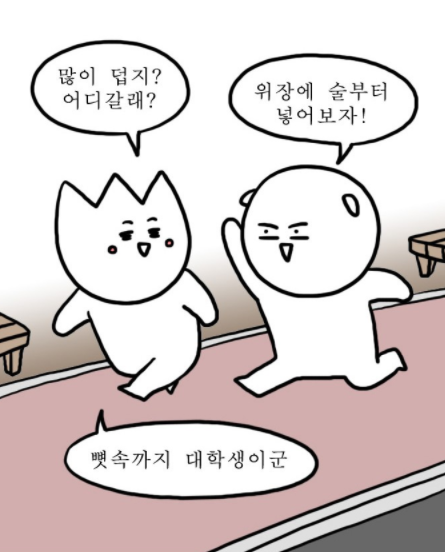 많이 덥지?
어디갈래?
위장에 술부터
넣어보자!
뼛속까지 대학생이군